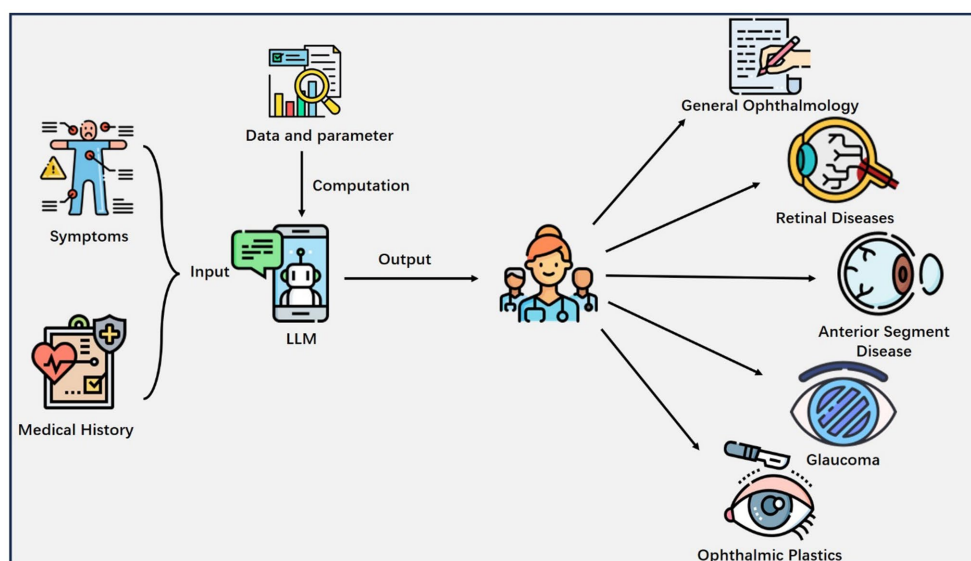 General Ophthalmology
Data and parameter
Computation
Symptoms
Retinal Diseases
Input
Output
LLM
Anterior Segment
Disease
Medical History
Glaucoma
Ophthalmic Plastics